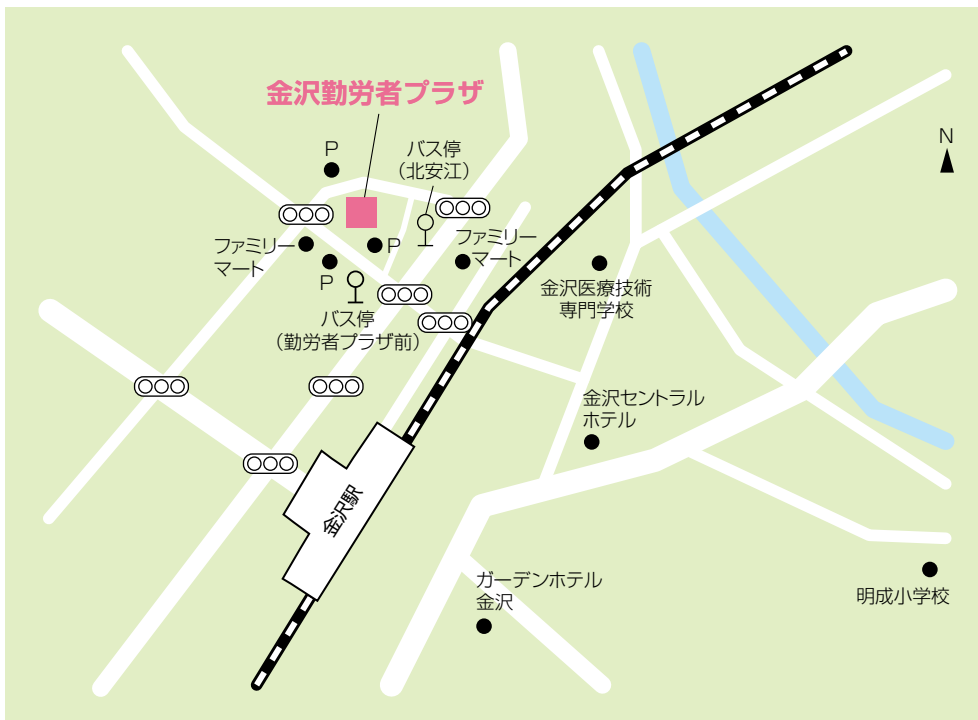 金沢勤労者プラザ
N
P
バス停
（北安江）
ファミリー
マート
P
ファミリー
マート
P
金沢医療技術
専門学校
バス停
（勤労者プラザ前）
金沢セントラル
ホテル
金沢駅
ガーデンホテル
金沢
明成小学校